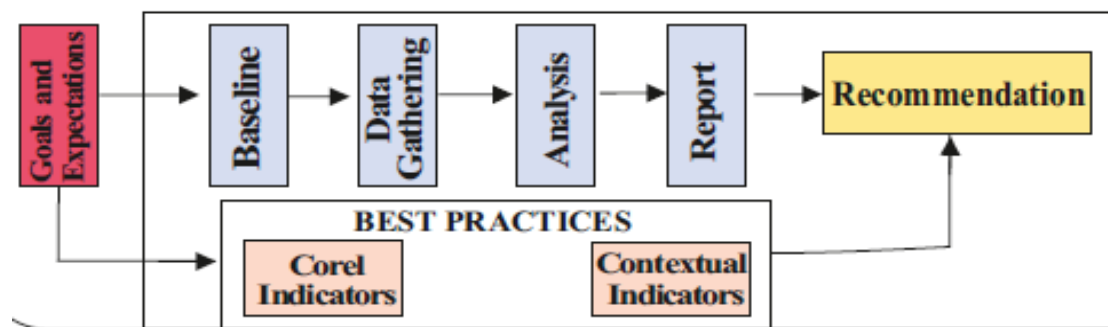 Goals and
Expectations
Baseline
Data
Gathering
Analysis
Report
Recommendation
BEST PRACTICES
Corel
Indicators
Contextual
Indicators